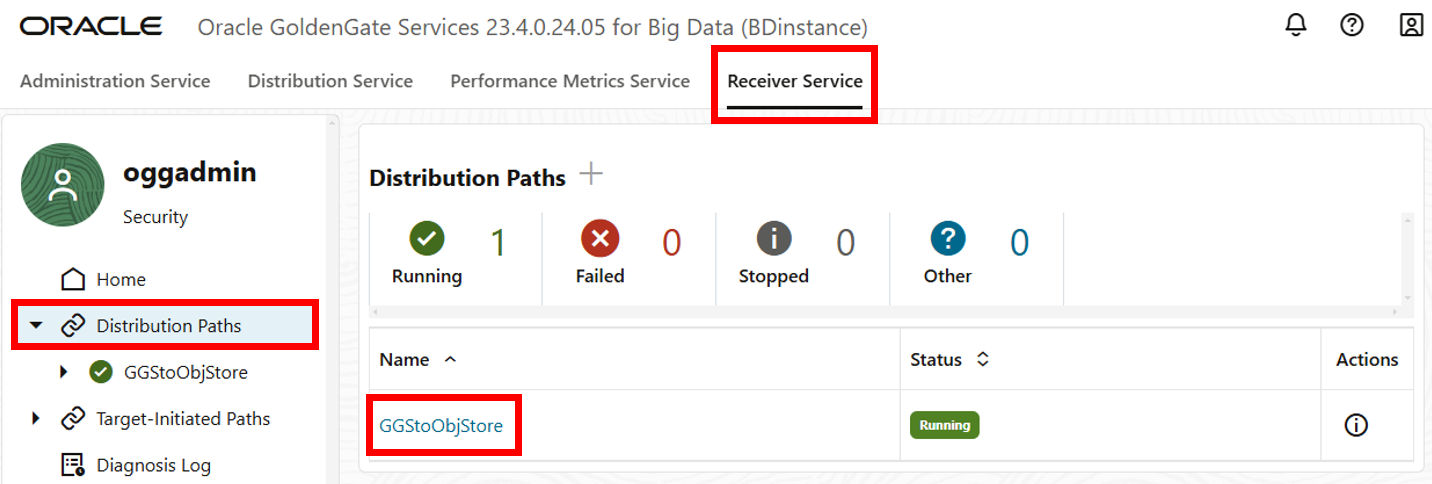 ORACLE Oracle GoldenGate Services 23.4.0.24.05 for Big Data (BDinstance)
Administration Service Distribution Service Performance Metrics Service Receiver Service
oggadmin
Security
Home
Distribution Paths
GGStoObjStore
Target-Initiated Paths
Diagnosis Log
Distribution Paths
1 0 0 0
Running Failed Stopped Other
Name Status Actions
GGStoObjStore Running